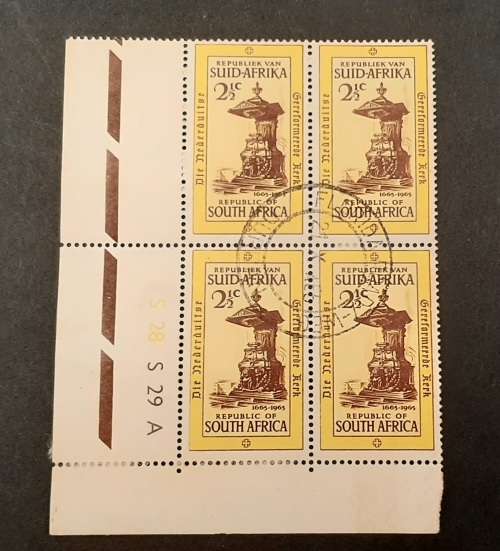 REPUBLIEK VAN
SUID-AFRIKA
2½c
Die Nederduitse
Gereformeerde Kerk
1665-1965
REPUBLIC OF
SOUTH AFRICA
REPUBLIEK VAN
SUID-AFRIKA
2½c
Die Nederduitse
Gereformeerde Kerk
1665-1965
REPUBLIC OF
SOUTH AFRICA
FLORIDA
REPUBLIEK VAN
SUID-AFRIKA
2½c
Die Nederduitse
Gereformeerde Kerk
1665-1965
REPUBLIC OF
SOUTH AFRICA
REPUBLIEK VAN
SUID-AFRIKA
2½c
Die Nederduitse
Gereformeerde Kerk
1665-1965
REPUBLIC OF
SOUTH AFRICA
S 28
S 29 A